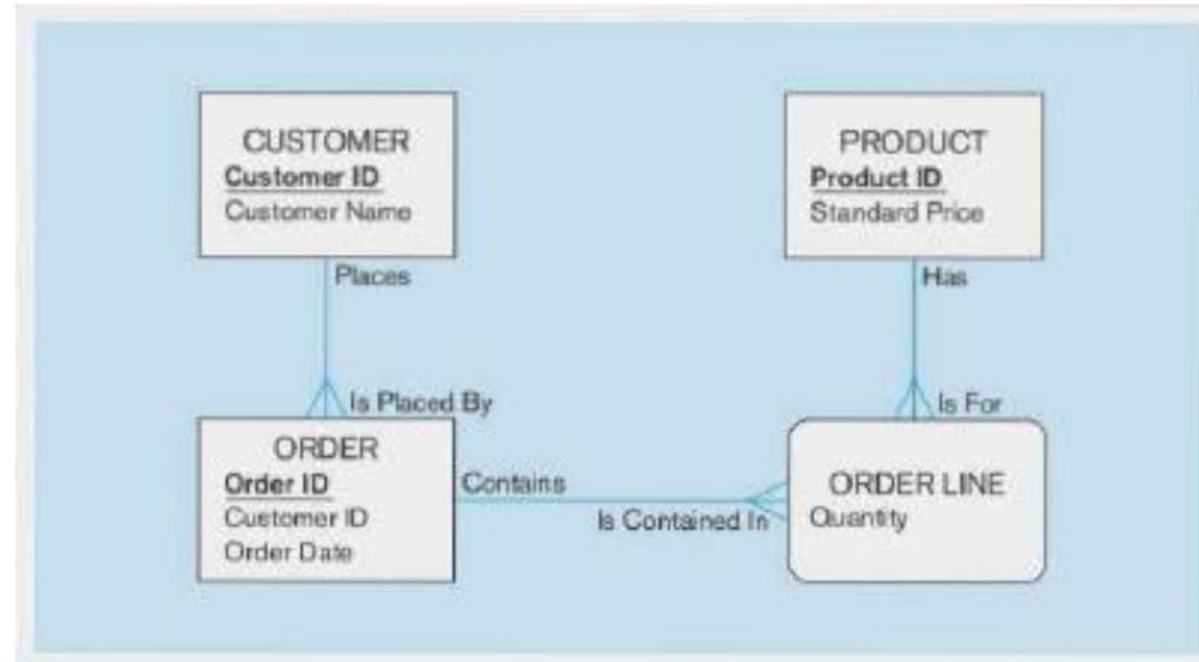 CUSTOMER
Customer ID
Customer Name
PRODUCT
Product ID
Standard Price
Places
Has
Is Placed By
Is For
ORDER
Order ID
Customer ID
Order Date
Contains
Is Contained In
ORDER LINE
Quantity